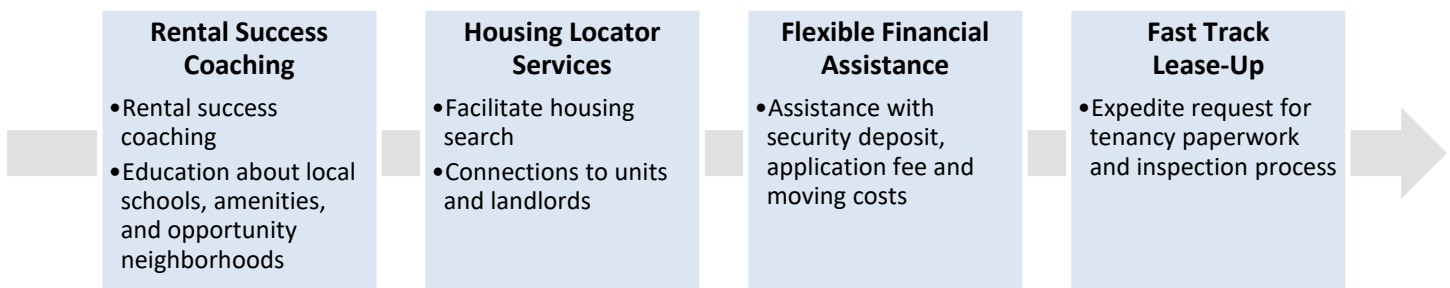 Rental Success
Coaching
•Rental success
coaching
•Education about local
schools, amenities,
and opportunity
neighborhoods
Housing Locator
Services
•Facilitate housing
search
•Connections to units
and landlords
Flexible Financial
Assistance
•Assistance with
security deposit,
application fee and
moving costs
Fast Track
Lease-Up
•Expedite request for
tenancy paperwork
and inspection process